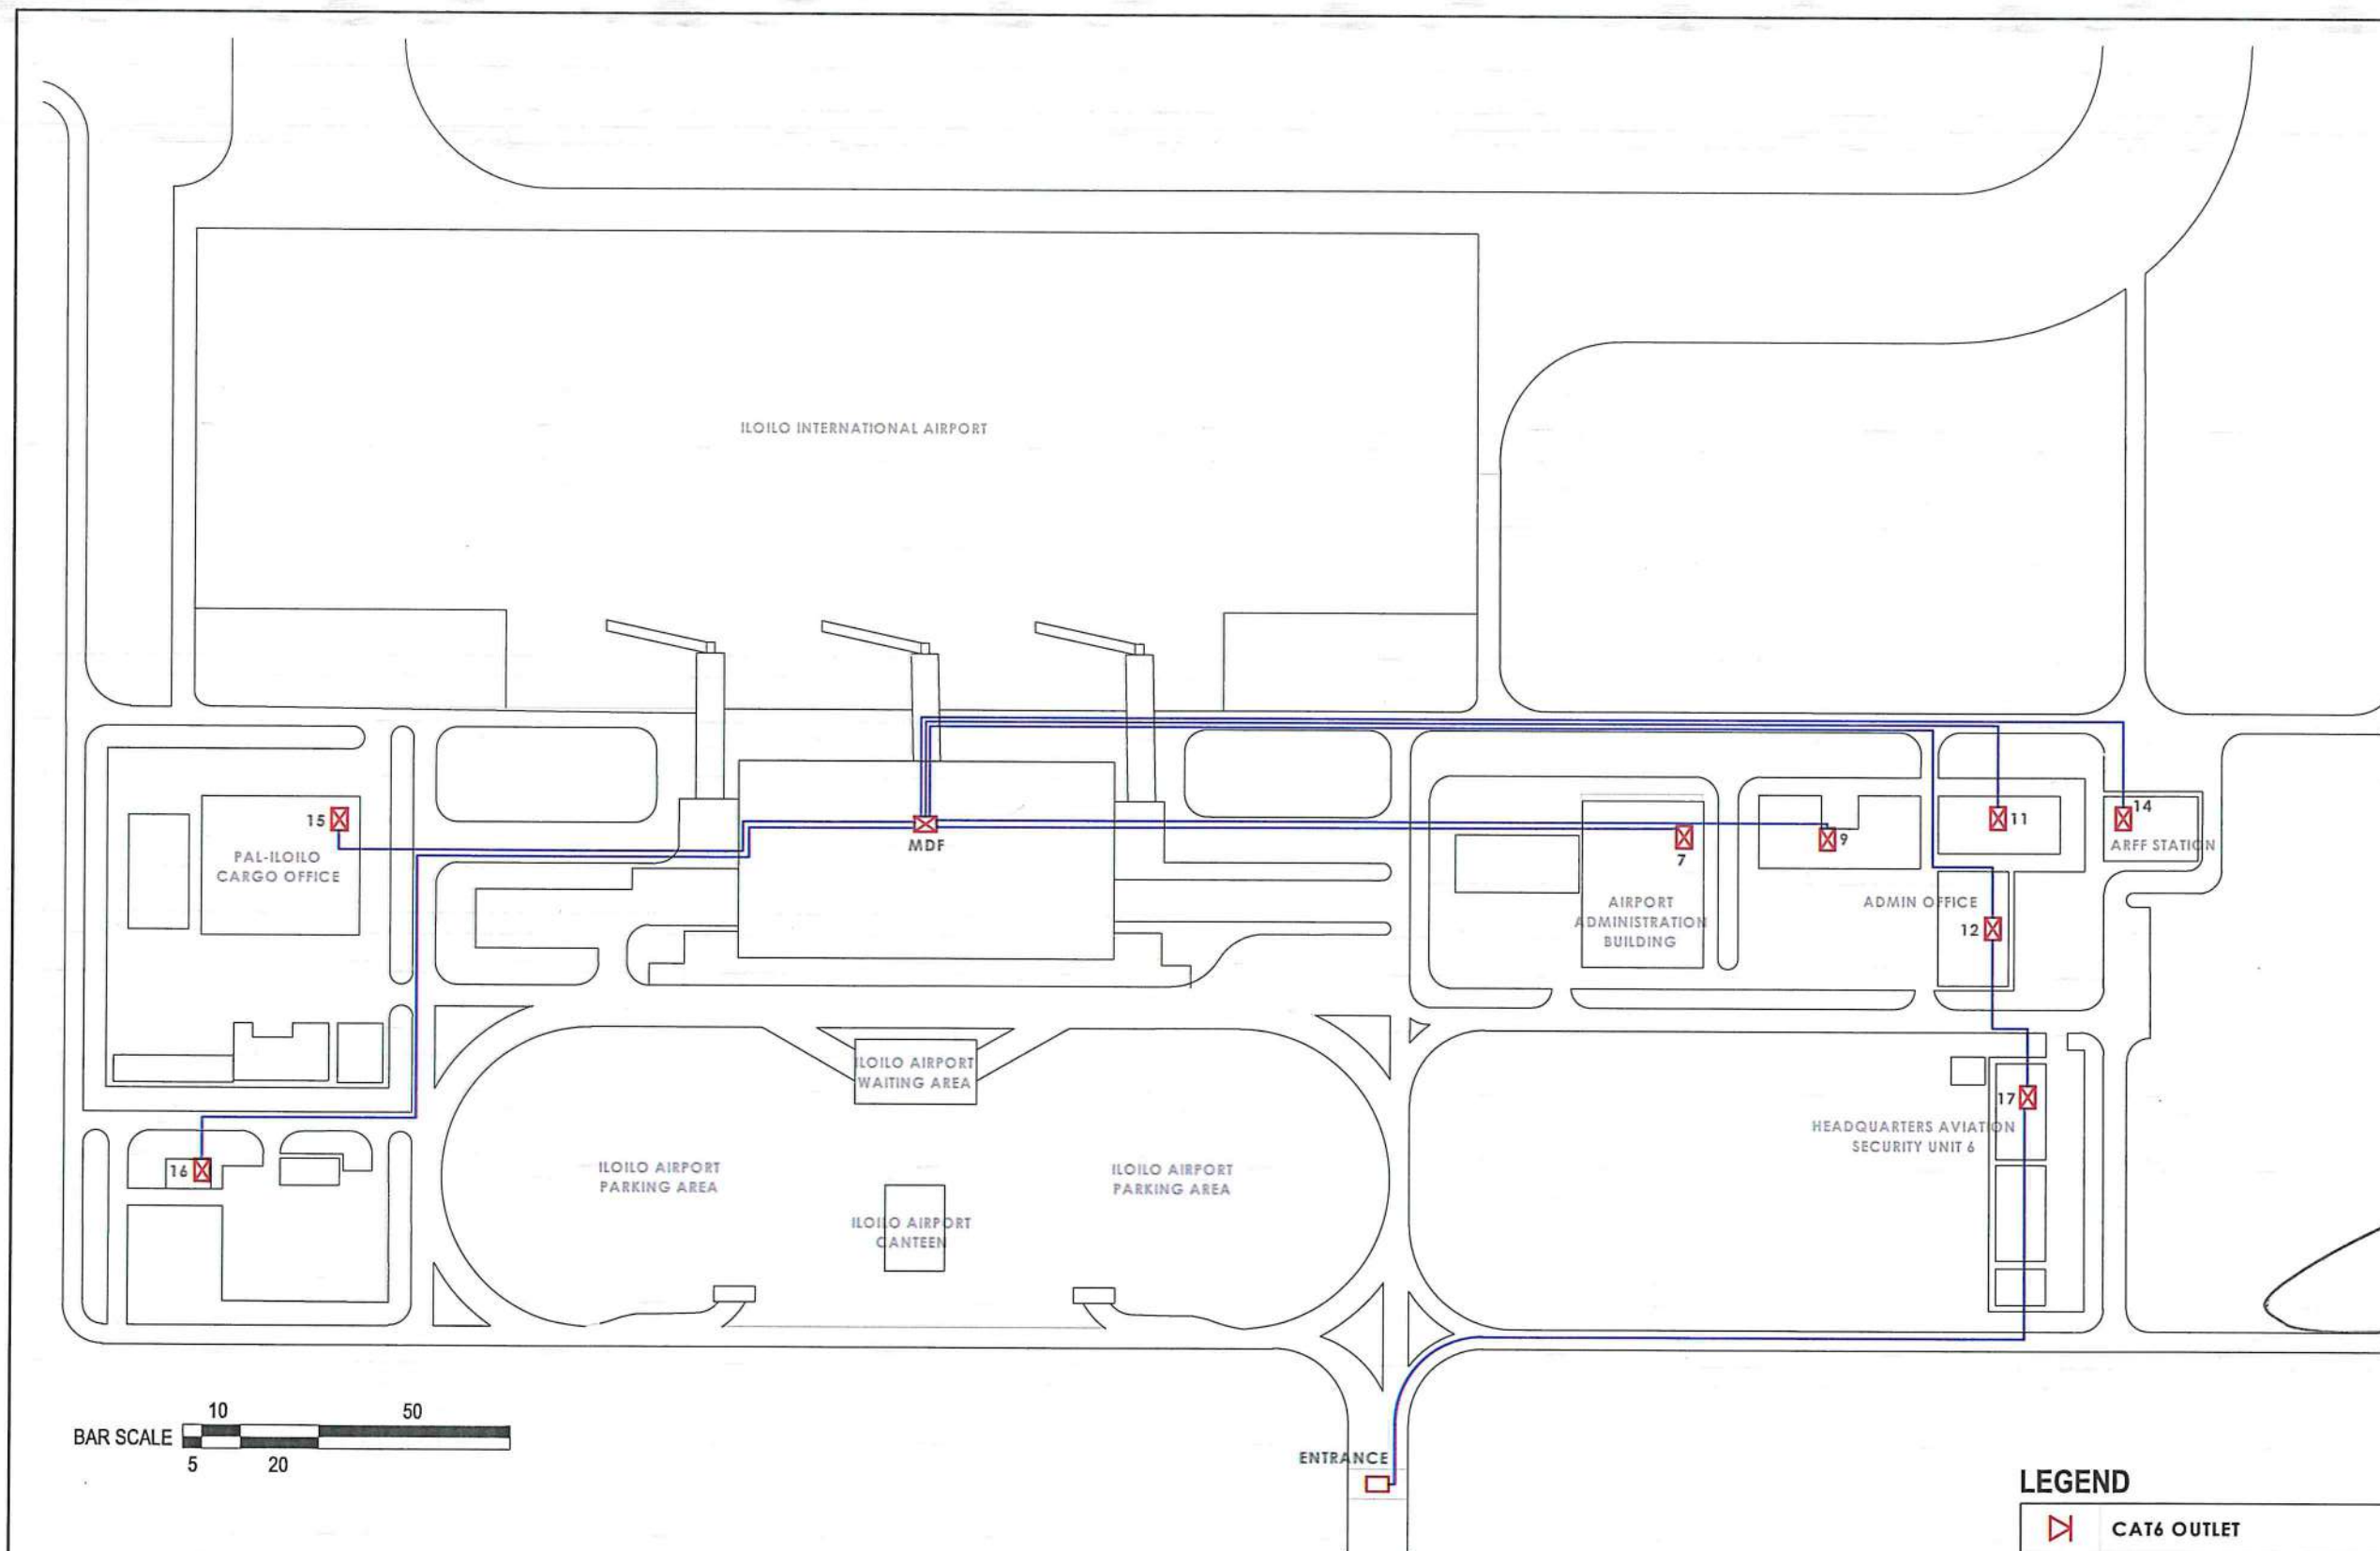 ILOILO INTERNATIONAL AIRPORT
15
PAL-ILOILO
CARGO OFFICE
MDF
7
9
11
14
ARFF STATION
AIRPORT
ADMINISTRATION
BUILDING
ADMIN OFFICE
12
ILOILO AIRPORT
WAITING AREA
17
HEADQUARTERS AVIATION
SECURITY UNIT 6
16
ILOILO AIRPORT
PARKING AREA
ILOILO AIRPORT
PARKING AREA
ILOILO AIRPORT
CANTEEN
10
50
BAR SCALE
5
20
ENTRANCE
LEGEND
CAT6 OUTLET